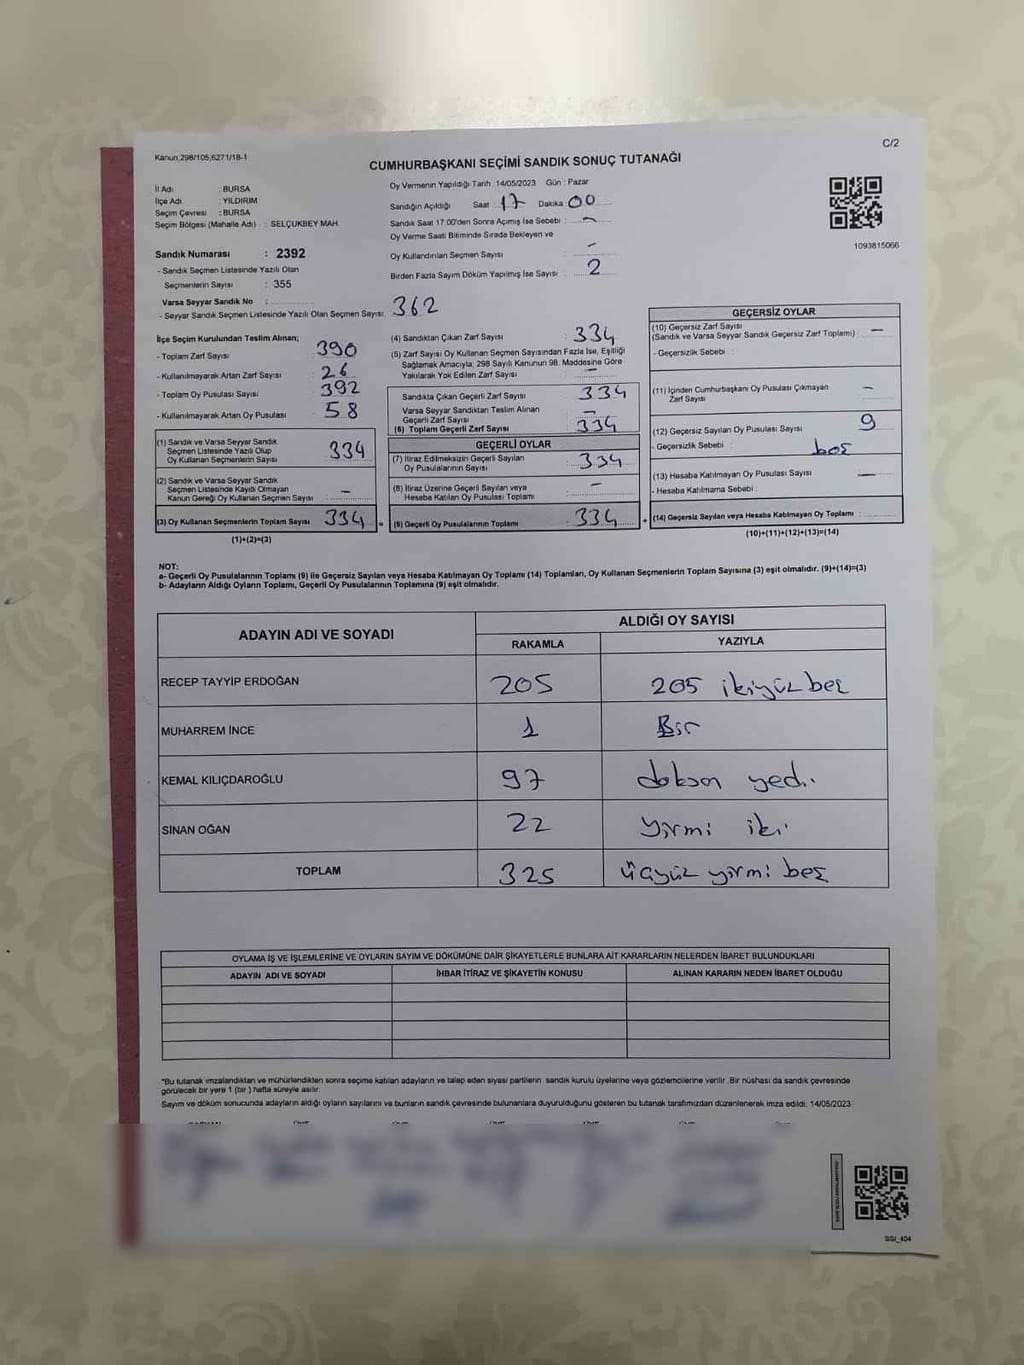 Kanun;298/105,6271/18-1
C/2
CUMHURBAŞKANI SEÇİMİ SANDIK SONUÇ TUTANAĞI
İl Adı : BURSA
İlçe Adı : YILDIRIM
Seçim Çevresi : BURSA
Seçim Bölgesi (Mahalle Adı) : SELÇUKBEY MAH.
Sandık Numarası : 2392
- Sandık Seçmen Listesinde Yazılı Olan
Seçmenlerin Sayısı : 355
Varsa Seyyar Sandık No :
- Seyyar Sandık Seçmen Listesinde Yazılı Olan Seçmen Sayısı: 362
Oy Vermenin Yapıldığı Tarih :14/05/2023 Gün : Pazar
Sandığın Açıldığı Saat 17 Dakika 00
Sandık Saat 17:00'den Sonra Açımış İse Sebebi : -
Oy Verme Saati Bitiminde Sırada Bekleyen ve
Oy Kullandırılan Seçmen Sayısı : -
Birden Fazla Sayım Döküm Yapılmış İse Sayısı : 2
1093815066
İlçe Seçim Kurulundan Teslim Alınan;
- Toplam Zarf Sayısı : 390
- Kullanılmayarak Artan Zarf Sayısı : 26
- Toplam Oy Pusulası Sayısı : 392
- Kullanılmayarak Artan Oy Pusulası : 58
(1) Sandık ve Varsa Seyyar Sandık
Seçmen Listesinde Yazılı Olup
Oy Kullanan Seçmenlerin Sayısı : 334
(2) Sandık ve Varsa Seyyar Sandık
Seçmen Listesinde Kaydı Olmayan
Kanun Gereği Oy Kullanan Seçmen Sayısı : -
(3) Oy Kullanan Seçmenlerin Toplam Sayısı : 334 =
(1)+(2)=(3)
(4) Sandıktan Çıkan Zarf Sayısı : 334
(5) Zarf Sayısı Oy Kullanan Seçmen Sayısından Fazla İse, Eşitliği
Sağlamak Amacıyla; 298 Sayılı Kanunun 98. Maddesine Göre
Yakılarak Yok Edilen Zarf Sayısı : -
Sandıkta Çıkan Geçerli Zarf Sayısı : 334
Varsa Seyyar Sandıktan Teslim Alınan
Geçerli Zarf Sayısı : -
(6) Toplam Geçerli Zarf Sayısı : 334
GEÇERLİ OYLAR
(7) İtiraz Edilmeksizin Geçerli Sayılan
Oy Pusulalarının Sayısı : 334
(8) İtiraz Üzerine Geçerli Sayılan veya
Hesaba Katılan Oy Pusulası Toplamı : -
(9) Geçerli Oy Pusulalarının Toplamı : 334 +
GEÇERSİZ OYLAR
(10) Geçersiz Zarf Sayısı
(Sandık ve Varsa Seyyar Sandık Geçersiz Zarf Toplamı) : -
- Geçersizlik Sebebi :
(11) İçinden Cumhurbaşkanı Oy Pusulası Çıkmayan
Zarf Sayısı : -
(12) Geçersiz Sayılan Oy Pusulası Sayısı : 9
- Geçersizlik Sebebi : boş
(13) Hesaba Katılmayan Oy Pusulası Sayısı : -
- Hesaba Katılmama Sebebi :
(14) Geçersiz Sayılan veya Hesaba Katılmayan Oy Toplamı :
(10)+(11)+(12)+(13)=(14)
NOT:
a- Geçerli Oy Pusulalarının Toplamı (9) ile Geçersiz Sayılan veya Hesaba Katılmayan Oy Toplamı (14) Toplamları, Oy Kullanan Seçmenlerin Toplam Sayısına (3) eşit olmalıdır. (9)+(14)=(3)
b- Adayların Aldığı Oyların Toplamı, Geçerli Oy Pusulalarının Toplamına (9) eşit olmalıdır.
ADAYIN ADI VE SOYADI
ALDIĞI OY SAYISI
RAKAMLA YAZIYLA
RECEP TAYYİP ERDOĞAN 205 205 ikiyüz beş
MUHARREM İNCE 1 Bir
KEMAL KILIÇDAROĞLU 97 doksan yedi
SİNAN OĞAN 22 yirmi iki
TOPLAM 325 üçyüz yirmi beş
OYLAMA İŞ VE İŞLEMLERİNE VE OYLARIN SAYIM VE DÖKÜMÜNE DAİR ŞİKAYETLERLE BUNLARA AİT KARARLARIN NELERDEN İBARET BULUNDUKLARI
ADAYIN ADI VE SOYADI İHBAR İTİRAZ VE ŞİKAYETİN KONUSU ALINAN KARARIN NEDEN İBARET OLDUĞU
*Bu tutanak imzalandıktan ve mühürlendikten sonra seçime katılan adayların ve talep eden siyasi partilerin sandık kurulu üyelerine veya gözlemcilerine verilir .Bir nüshası da sandık çevresinde
görülecek bir yere 1 (bir ) hafta süreyle asılır.
Sayım ve döküm sonucunda adayların aldığı oyların sayılarını ve bunların sandık çevresinde bulunanlara duyurulduğunu gösteren bu tutanak tarafımızdan düzenlenerek imza edildi. 14/05/2023
SSI_404